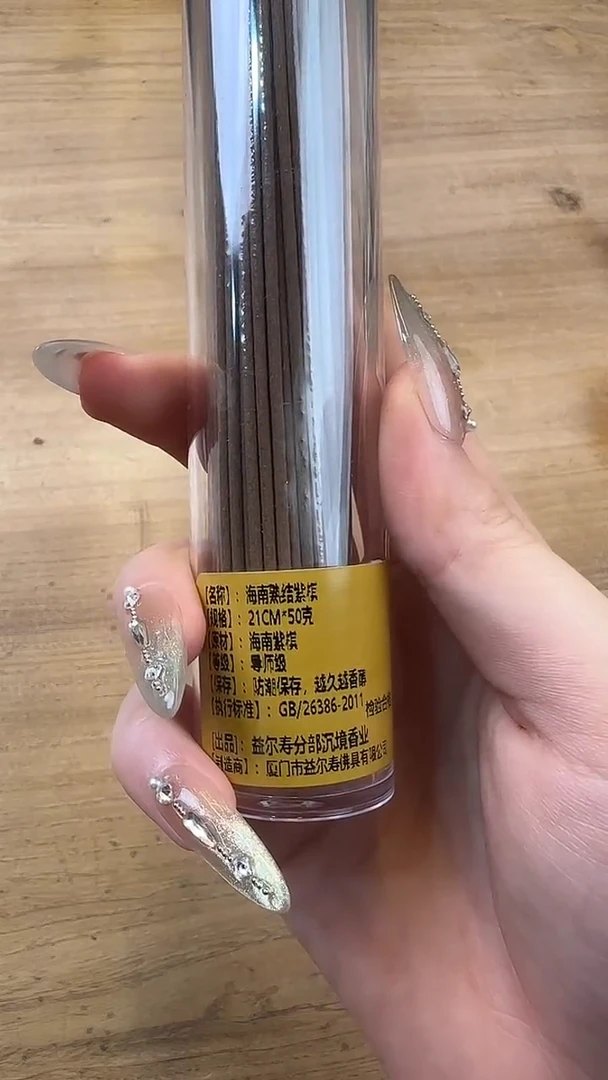 【名称】：海南熟结紫棋
【规格】：21CM*50克
【原材】：海南紫棋
【等级】：导师级
【保存】：防潮保存，越久越香
【执行标准】：GB/26386-2011 检验合
[出品]：益尔寿分部沉境香业
【制造商】：厦门市益尔寿佛具有限公司